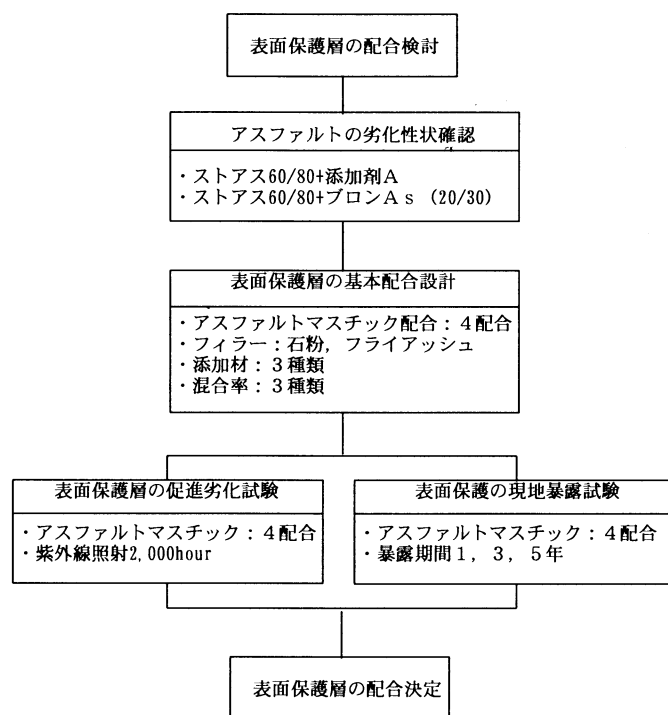 表面保護層の配合検討
アスファルトの劣化性状確認
・ストアス60/80+添加剤A
・ストアス60/80+ブロンAs (20/30)
表面保護層の基本配合設計
・アスファルトマスチック配合：4配合
・フィラー：石粉，フライアッシュ
・添加材：3種類
・混合率：3種類
表面保護層の促進劣化試験
・アスファルトマスチック：4配合
・紫外線照射2,000hour
表面保護の現地暴露試験
・アスファルトマスチック：4配合
・暴露期間1，3，5年
表面保護層の配合決定